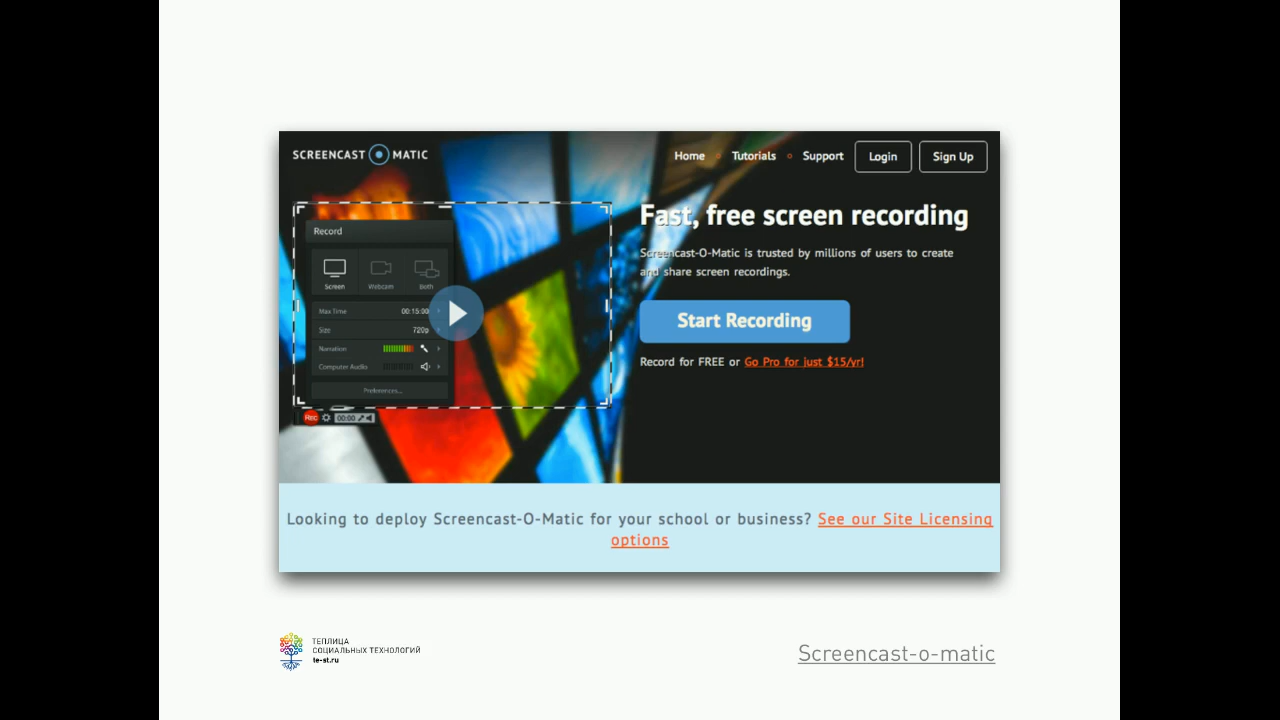 SCREENCAST O MATIC
Home
Tutorials
Support
Login
Sign Up
Record
Screen
Webcam
Both
Max Time 00:15:00
Size 720p
Narration
Computer Audio
Preferences...
REC
00:00
Fast, free screen recording
Screencast-O-Matic is trusted by millions of users to create
and share screen recordings.
Start Recording
Record for FREE or Go Pro for just $15/yr!
Looking to deploy Screencast-O-Matic for your school or business? See our Site Licensing
options
ТЕПЛИЦА
СОЦИАЛЬНЫХ ТЕХНОЛОГИЙ
te-st.ru
Screencast-o-matic